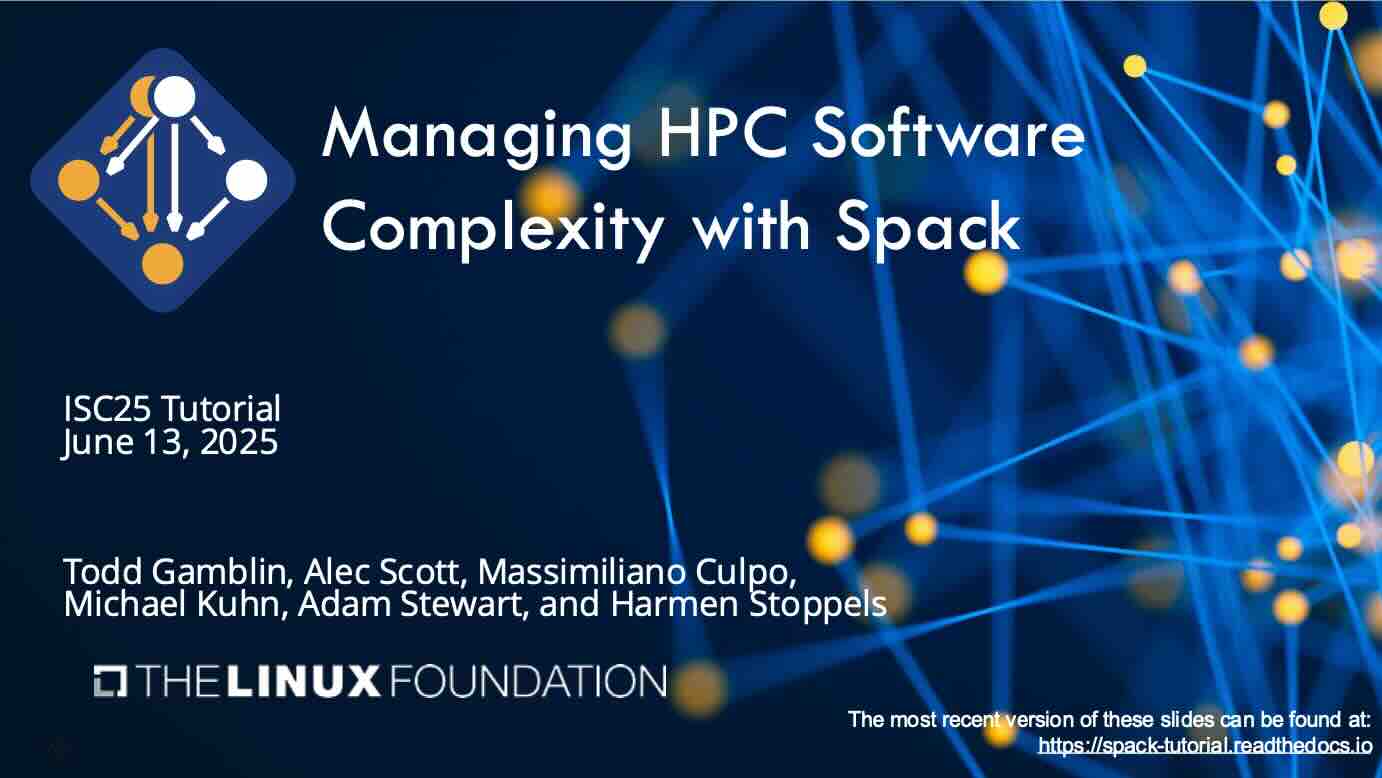 Managing HPC Software
Complexity with Spack
ISC25 Tutorial
June 13, 2025
Todd Gamblin, Alec Scott, Massimiliano Culpo,
Michael Kuhn, Adam Stewart, and Harmen Stoppels
THE LINUX FOUNDATION
The most recent version of these slides can be found at:
https://spack-tutorial.readthedocs.io